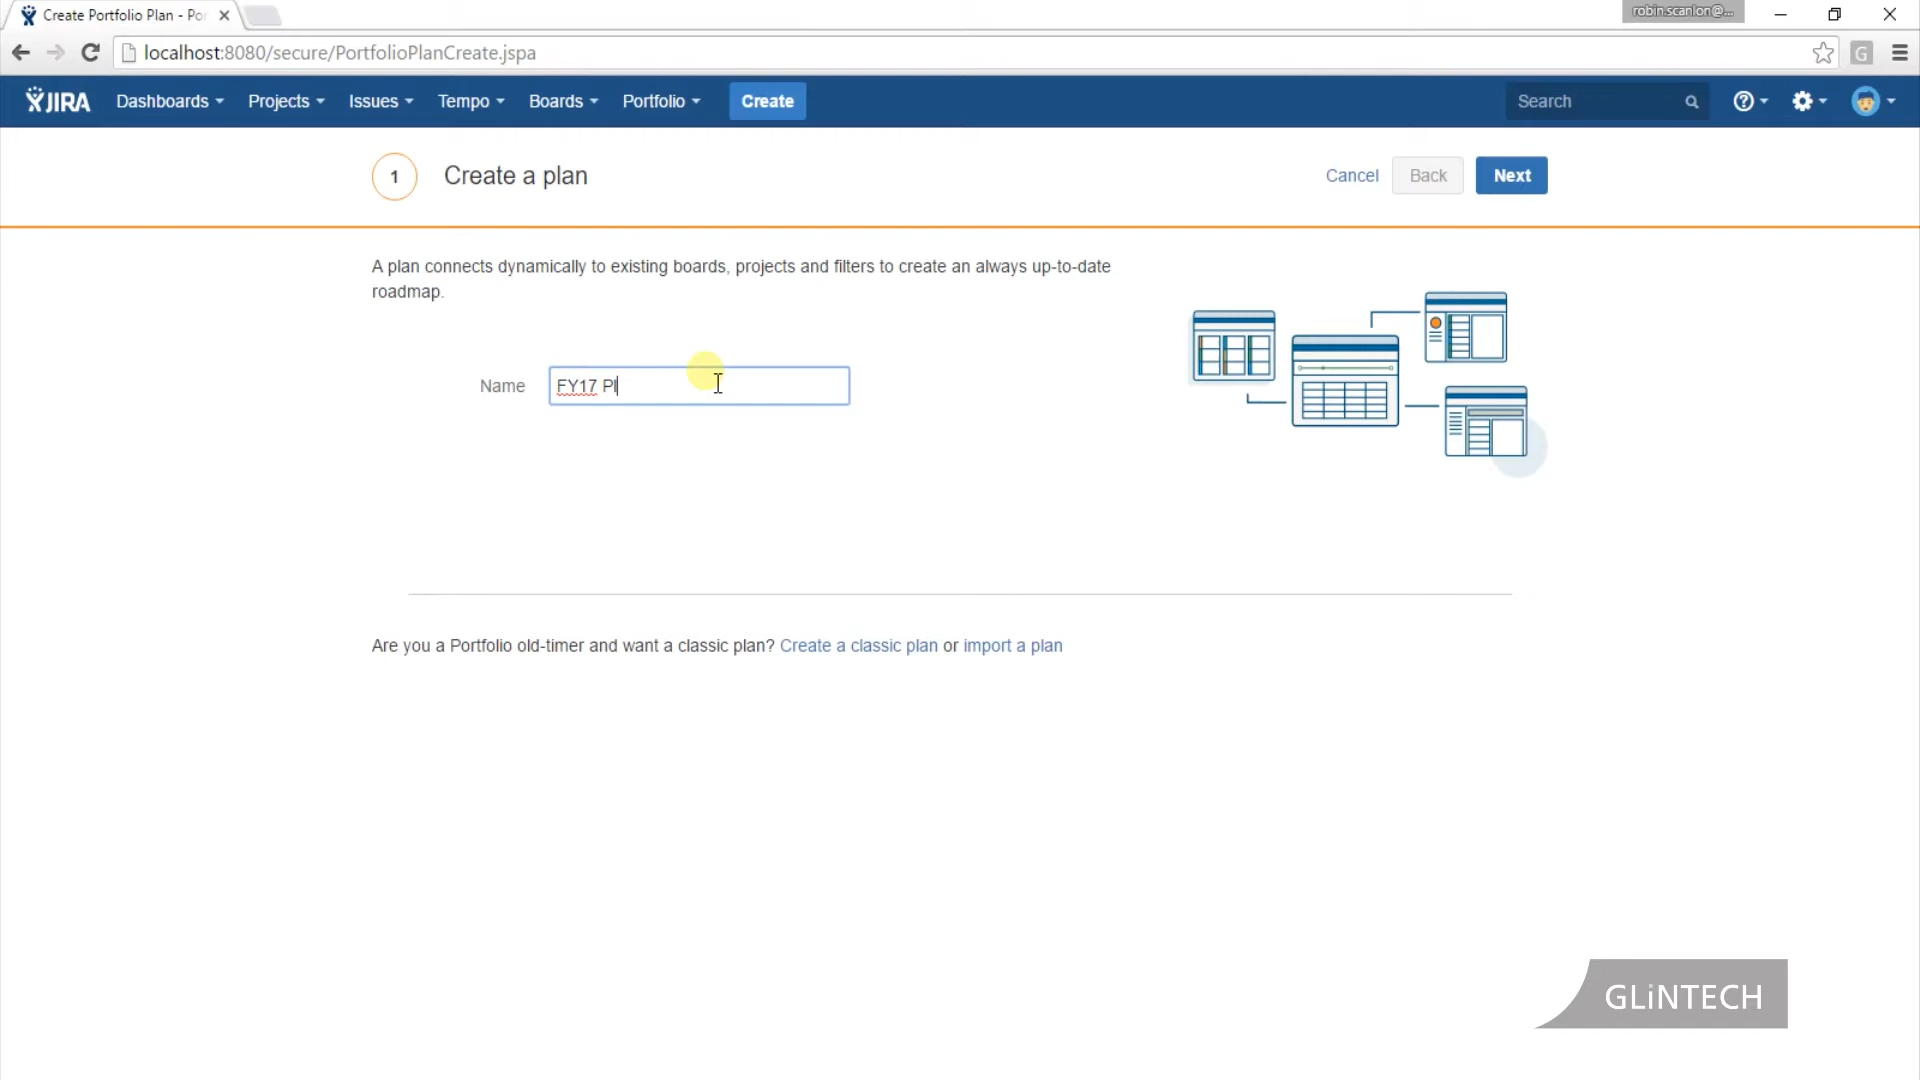 Create Portfolio Plan - Por
robin.scanlon@...
localhost:8080/secure/PortfolioPlanCreate.jspa
G
JIRA Dashboards Projects Issues Tempo Boards Portfolio Create Search
1 Create a plan Cancel Back Next
A plan connects dynamically to existing boards, projects and filters to create an always up-to-date
roadmap.
Name FY17 Pl
Are you a Portfolio old-timer and want a classic plan? Create a classic plan or import a plan
GLiNTECH